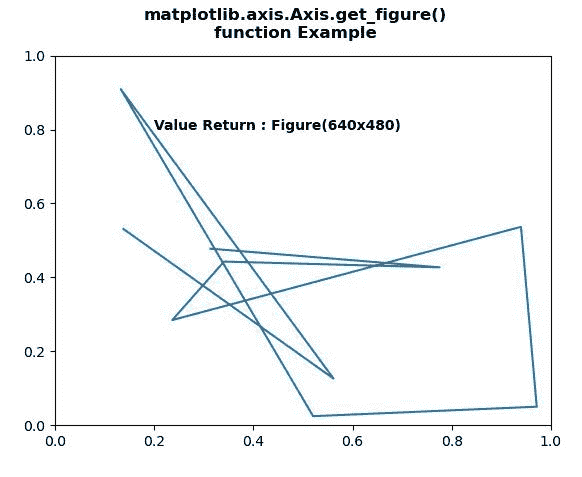 matplotlib.axis.Axis.get_figure()
function Example
1.0
Value Return : Figure(640x480)
0.8
0.6
0.4
0.2
0.0
0.0 0.2 0.4 0.6 0.8 1.0